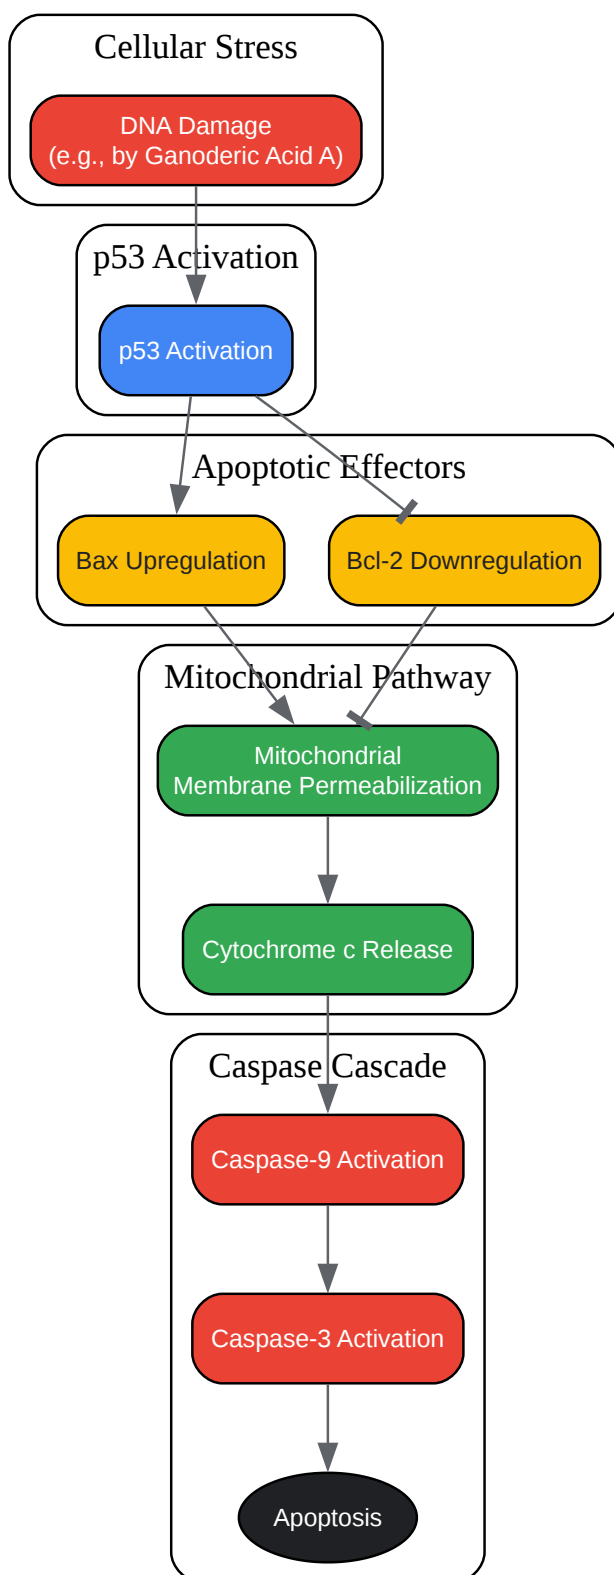 Cellular Stress
DNA Damage
(e.g., by Ganoderic Acid A)
p53 Activation
p53 Activation
Apoptotic Effectors
Bax Upregulation
Bcl-2 Downregulation
Mitochondrial Pathway
Mitochondrial
Membrane Permeabilization
Cytochrome c Release
Caspase Cascade
Caspase-9 Activation
Caspase-3 Activation
Apoptosis